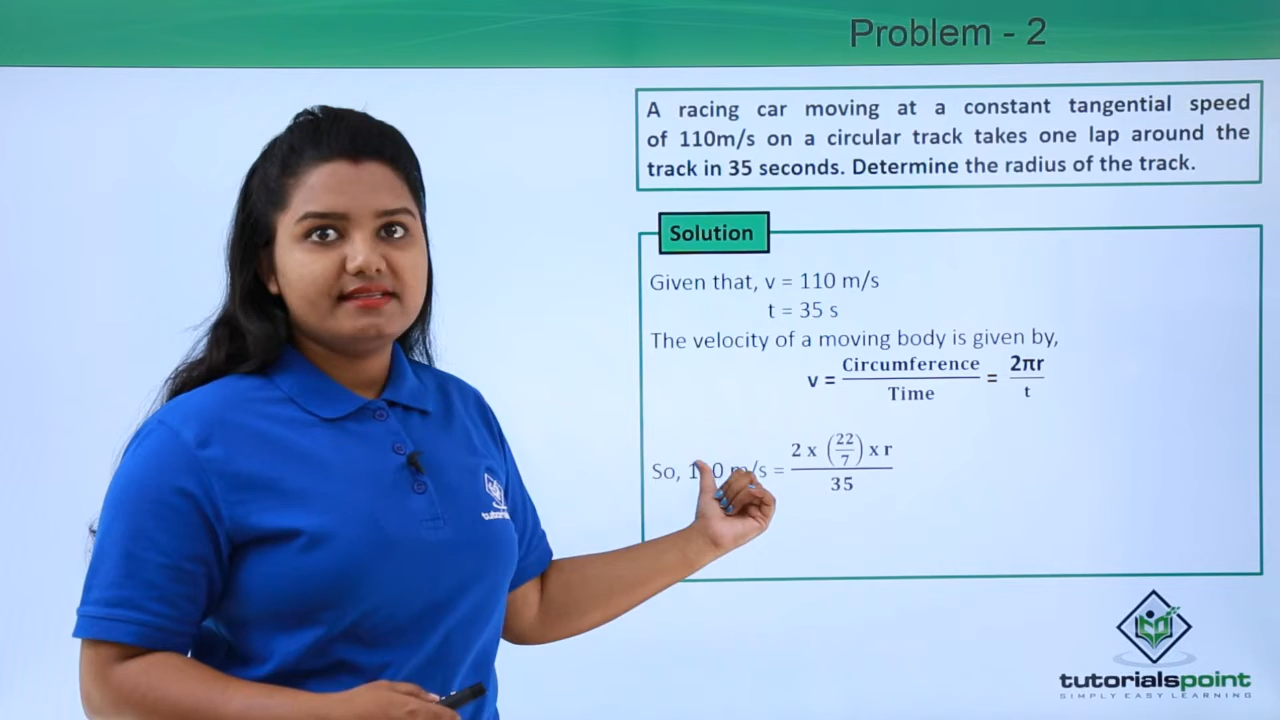 Problem - 2
A racing car moving at a constant tangential speed
of 110m/s on a circular track takes one lap around the
track in 35 seconds. Determine the radius of the track.
Solution
Given that, v = 110 m/s
t = 35 s
The velocity of a moving body is given by,
v = Circumference / Time = 2πr / t
So, 110 m/s = 2 x (22/7) x r / 35
tutorialspoint
SIMPLY EASY LEARNING